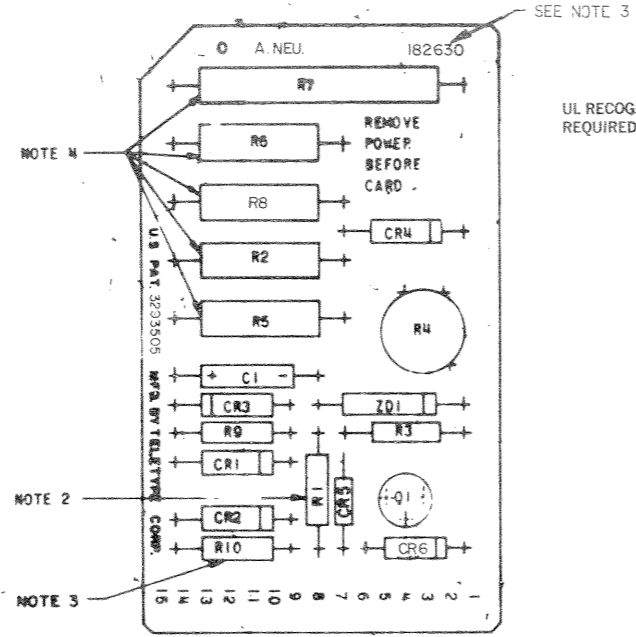 SEE NOTE 3
O A. NEU. 182630
R7
UL RECOG
REQUIRED
NOTE 4
R6
REMOVE
POWER
BEFORE
CARD
R8
CR4
R2
R5
R4
U.S PAT. 3293505 MFG. BY TELETYPE CORP.
+ C1 -
CR3
ZD1
R9
R3
CR1
NOTE 2
CR5
Q1
CR2
R10
CR6
NOTE 3
15 14 13 12 11 10 9 8 7 6 5 4 3 2 1